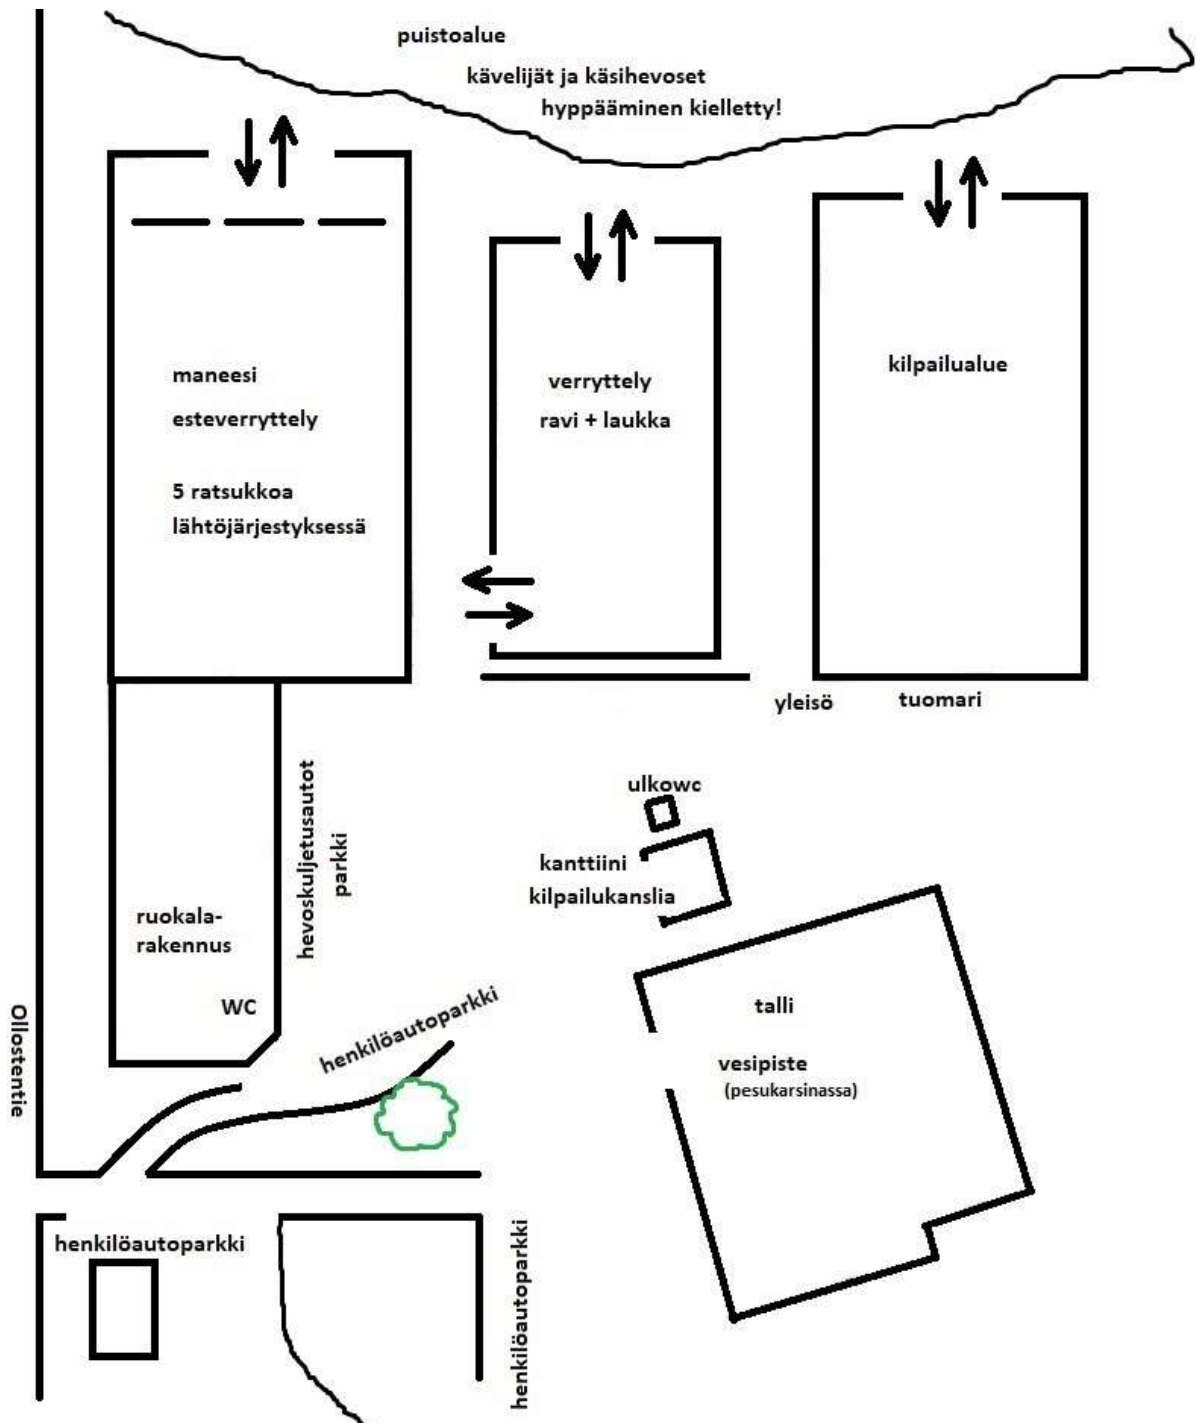 puistoalue
kävelijät ja käsihevoset
hyppääminen kielletty!
maneesi
esteverryttely
5 ratsukkoa
lähtöjärjestyksessä
verryttely
ravi + laukka
kilpailualue
yleisö
tuomari
hevoskuljetusautot
parkki
ulkowc
kanttiini
kilpailukanslia
ruokala-
rakennus
WC
henkilöautoparkki
talli
vesipiste
(pesukarsinassa)
Ollostentie
henkilöautoparkki
henkilöautoparkki